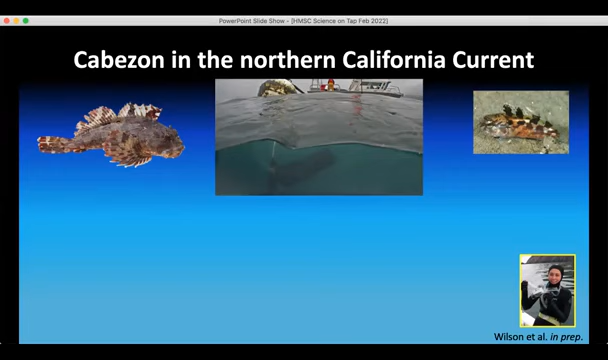 PowerPoint Slide Show - [HMSC Science on Tap Feb 2022]
Cabezon in the northern California Current
Wilson et al. in prep.